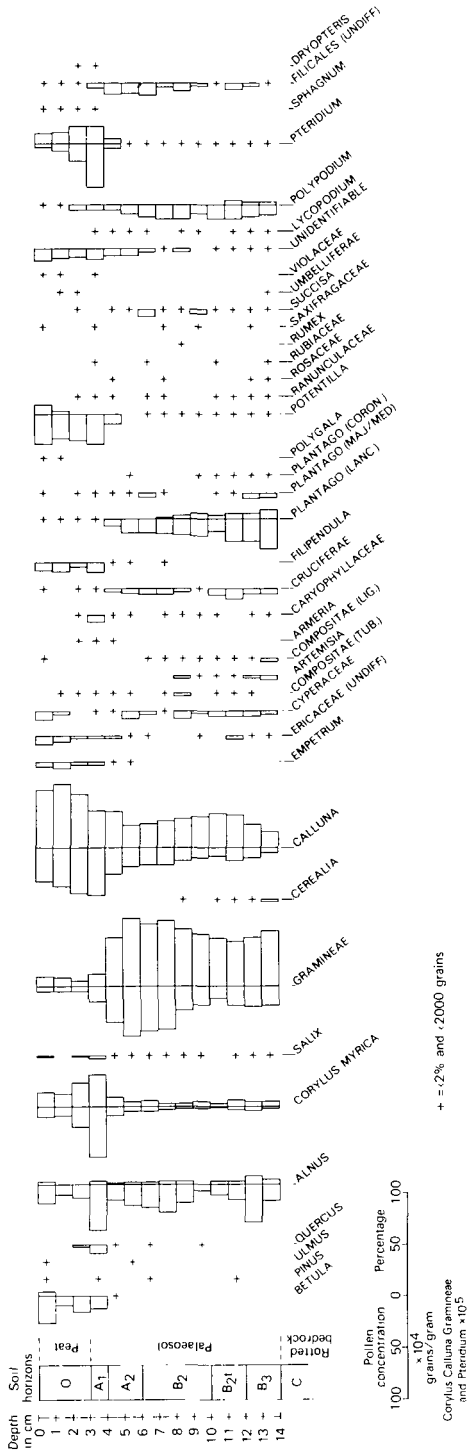 Depth in cm
Soil horizons
0
1
2
3
4
5
6
7
8
9
10
11
12
13
14
O
A1
A2
B2
B21
B3
C
Peat
Palaeosol
Rotted bedrock
BETULA
PINUS
ULMUS
QUERCUS
ALNUS
CORYLUS MYRICA
SALIX
GRAMINEAE
CEREALIA
CALLUNA
EMPETRUM
ERICACEAE (UNDIFF)
CYPERACEAE
COMPOSITAE (TUB.)
ARTEMISIA
COMPOSITAE (LIG.)
ARMERIA
CARYOPHYLLACEAE
CRUCIFERAE
FILIPENDULA
PLANTAGO (LANC)
PLANTAGO (MAJ/MED)
PLANTAGO (CORON)
POLYGALA
POTENTILLA
RANUNCULACEAE
ROSACEAE
RUBIACEAE
RUMEX
SAXIFRAGACEAE
SUCCISA
UMBELLIFERAE
VIOLACEAE
UNIDENTIFIABLE
LYCOPODIUM
POLYPODIUM
PTERIDIUM
SPHAGNUM
FILICALES (UNDIFF)
DRYOPTERIS
100 50 0 50 100
Pollen concentration ×10⁴ grains/gram
Percentage
Corylus Calluna Gramineae and Pteridium ×10⁵
+ = <2% and <2000 grains